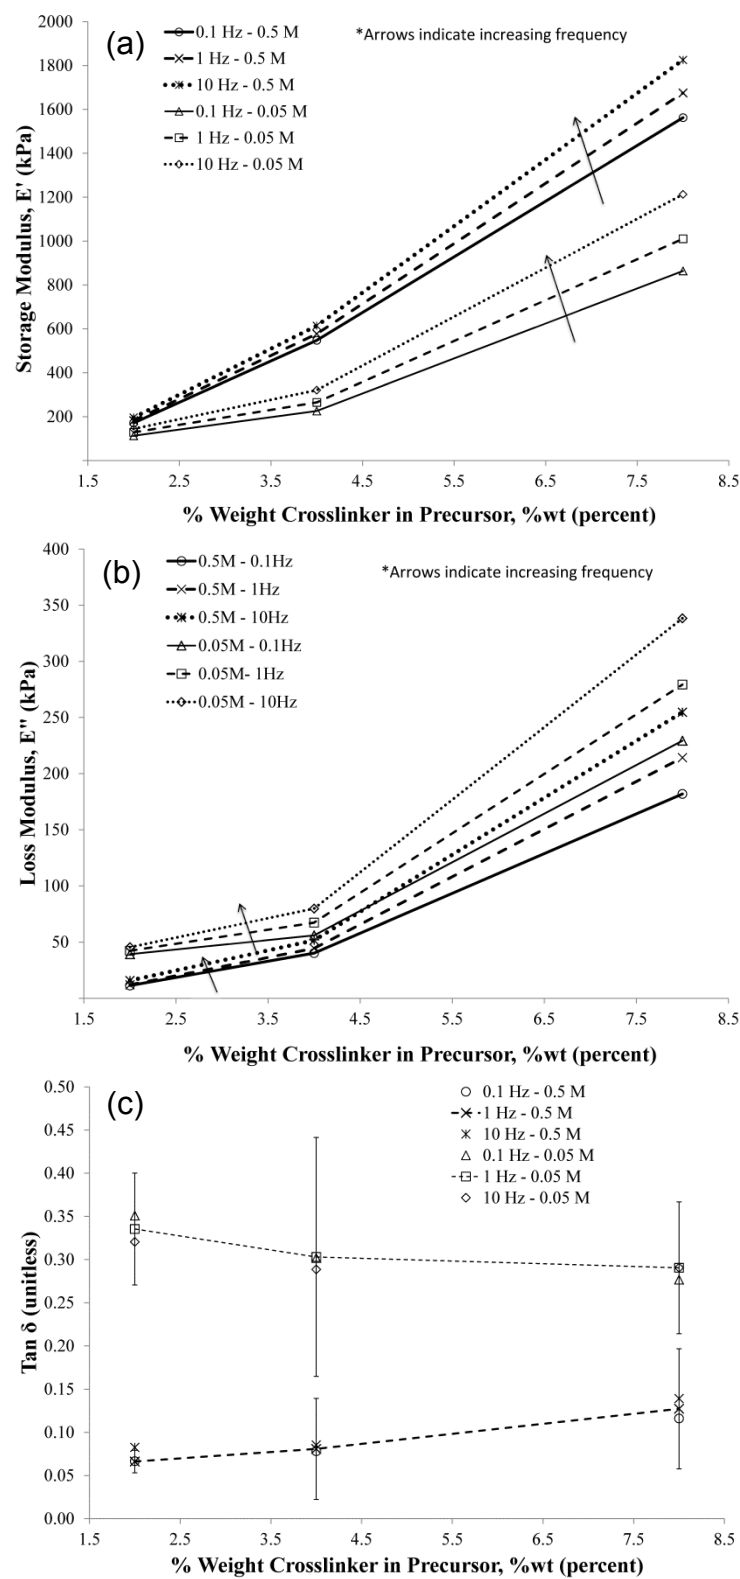 (a)
*Arrows indicate increasing frequency
0.1 Hz - 0.5 M
1 Hz - 0.5 M
10 Hz - 0.5 M
0.1 Hz - 0.05 M
1 Hz - 0.05 M
10 Hz - 0.05 M
Storage Modulus, E' (kPa)
2000
1800
1600
1400
1200
1000
800
600
400
200
1.5 2.5 3.5 4.5 5.5 6.5 7.5 8.5
% Weight Crosslinker in Precursor, %wt (percent)
(b)
*Arrows indicate increasing frequency
0.5M - 0.1Hz
0.5M - 1Hz
0.5M - 10Hz
0.05M - 0.1Hz
0.05M- 1Hz
0.05M - 10Hz
Loss Modulus, E" (kPa)
400
350
300
250
200
150
100
50
1.5 2.5 3.5 4.5 5.5 6.5 7.5 8.5
% Weight Crosslinker in Precursor, %wt (percent)
(c)
0.1 Hz - 0.5 M
1 Hz - 0.5 M
10 Hz - 0.5 M
0.1 Hz - 0.05 M
1 Hz - 0.05 M
10 Hz - 0.05 M
Tan δ (unitless)
0.50
0.45
0.40
0.35
0.30
0.25
0.20
0.15
0.10
0.05
0.00
1.5 2.5 3.5 4.5 5.5 6.5 7.5 8.5
% Weight Crosslinker in Precursor, %wt (percent)